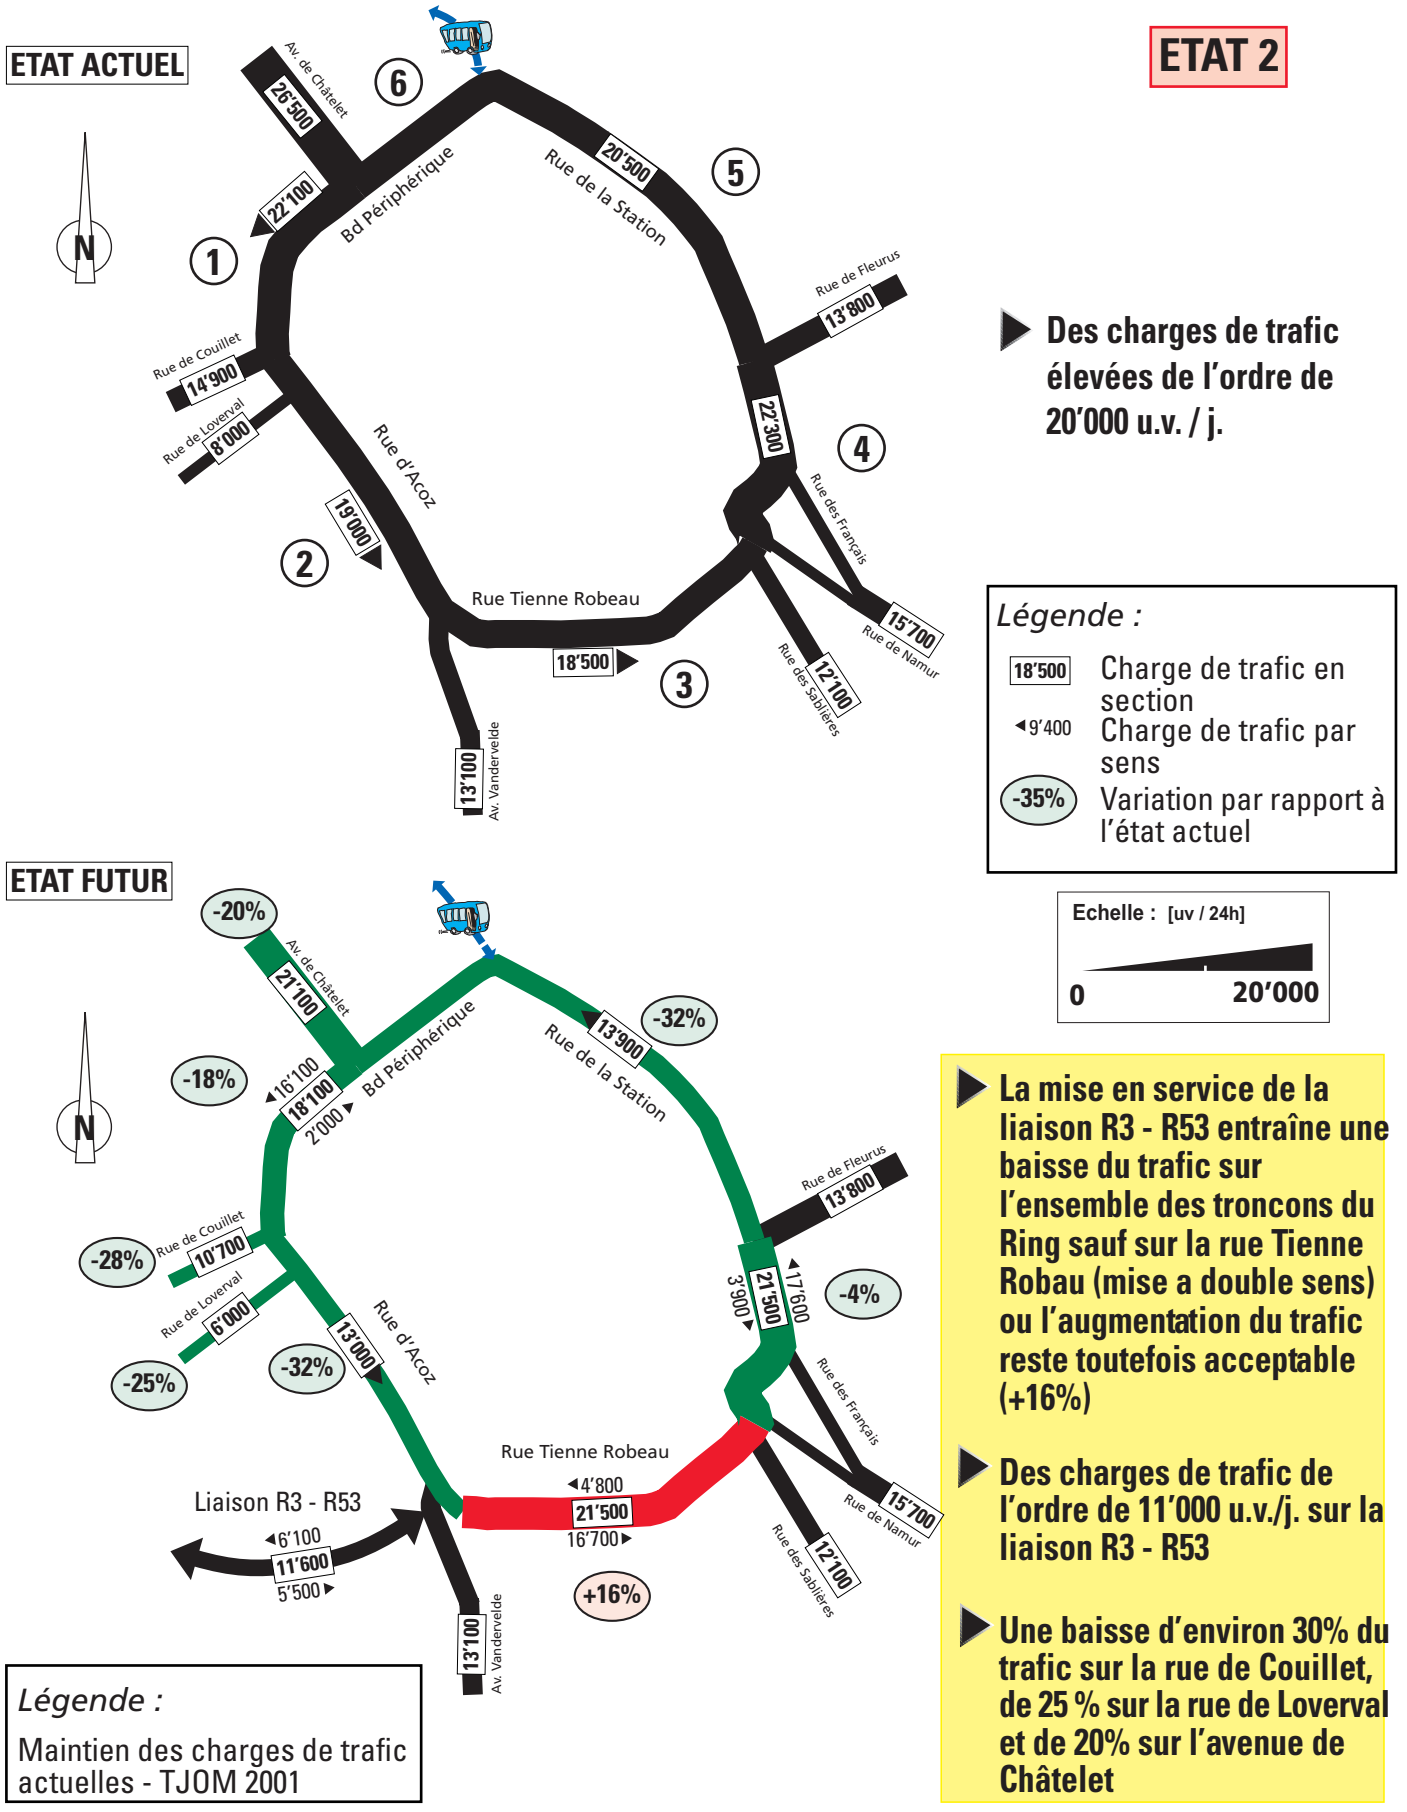 ETAT ACTUEL
ETAT 2
N
Av. de Châtelet
26'500
6
22'100
1
Bd Périphérique
20'500
Rue de la Station
5
Rue de Fleurus
13'800
Rue de Couillet
14'900
Rue de Loverval
8'000
Rue d'Acoz
19'000
2
22'300
4
Rue des Français
Rue Tienne Robeau
18'500
3
15'700
Rue de Namur
12'100
Rue des Sablières
13'100
Av. Vandervelde
Des charges de trafic
élevées de l'ordre de
20'000 u.v. / j.
Légende :
18'500 Charge de trafic en
section
9'400 Charge de trafic par
sens
-35% Variation par rapport à
l'état actuel
Echelle : [uv / 24h]
0 20'000
ETAT FUTUR
N
-20%
Av. de Châtelet
21'100
-18%
16'100
18'100
2'000
Bd Périphérique
13'900
-32%
Rue de la Station
Rue de Fleurus
13'800
-28%
Rue de Couillet
10'700
Rue de Loverval
6'000
-25%
-32%
13'000
Rue d'Acoz
3'900
21'500
17'600
-4%
Rue des Français
Rue Tienne Robeau
4'800
21'500
16'700
+16%
15'700
Rue de Namur
12'100
Rue des Sablières
Liaison R3 - R53
6'100
11'600
5'500
13'100
Av. Vandervelde
Légende :
Maintien des charges de trafic
actuelles - TJOM 2001
La mise en service de la
liaison R3 - R53 entraîne une
baisse du trafic sur
l'ensemble des troncons du
Ring sauf sur la rue Tienne
Robau (mise a double sens)
ou l'augmentation du trafic
reste toutefois acceptable
(+16%)
Des charges de trafic de
l'ordre de 11'000 u.v./j. sur la
liaison R3 - R53
Une baisse d'environ 30% du
trafic sur la rue de Couillet,
de 25 % sur la rue de Loverval
et de 20% sur l'avenue de
Châtelet